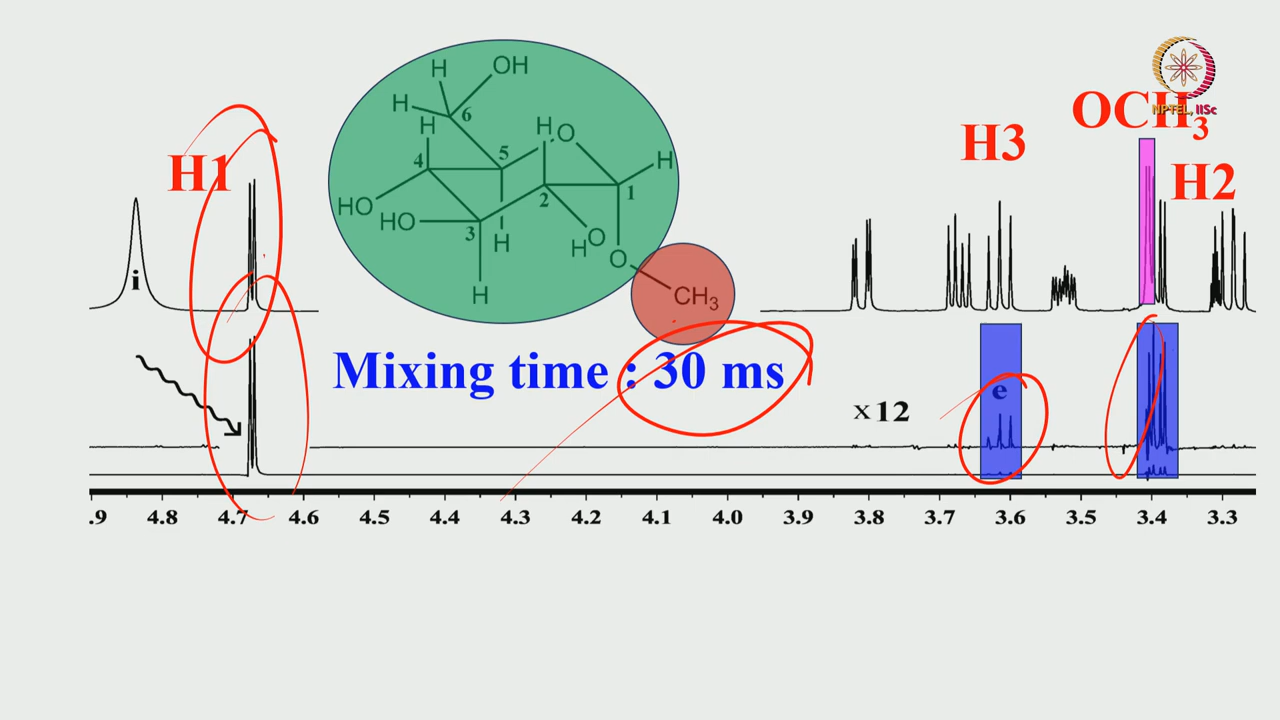 H OH
H 6
H H O
4 5 H
HO 2 1
HO 3 H O
H O
H CH3
NPTEL, IISc
OCH3
H3
H1
H2
i
Mixing time : 30 ms
e
x 12
.9 4.8 4.7 4.6 4.5 4.4 4.3 4.2 4.1 4.0 3.9 3.8 3.7 3.6 3.5 3.4 3.3